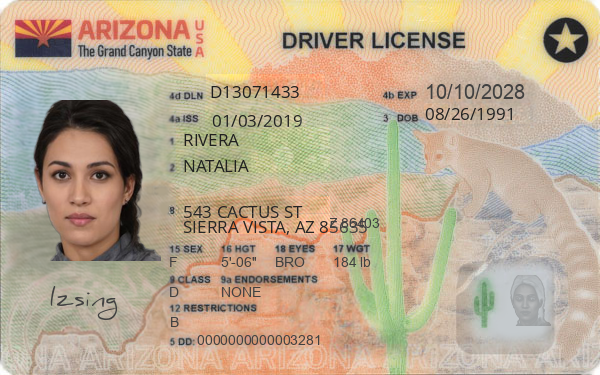 ARIZONA USA
The Grand Canyon State
DRIVER LICENSE
4d DLN D13071433
4b EXP 10/10/2028
4a ISS 01/03/2019
3 DOB 08/26/1991
1 RIVERA
2 NATALIA
8 543 CACTUS ST
SIERRA VISTA, AZ 85635
Z 86403
15 SEX 16 HGT 18 EYES 17 WGT
F 5'-06" BRO 184 lb
9 CLASS 9a ENDORSEMENTS
D NONE
12 RESTRICTIONS
B
5 DD: 0000000000003281
Izsing
ARIZONA ARIZONA ARIZONA ARIZONA